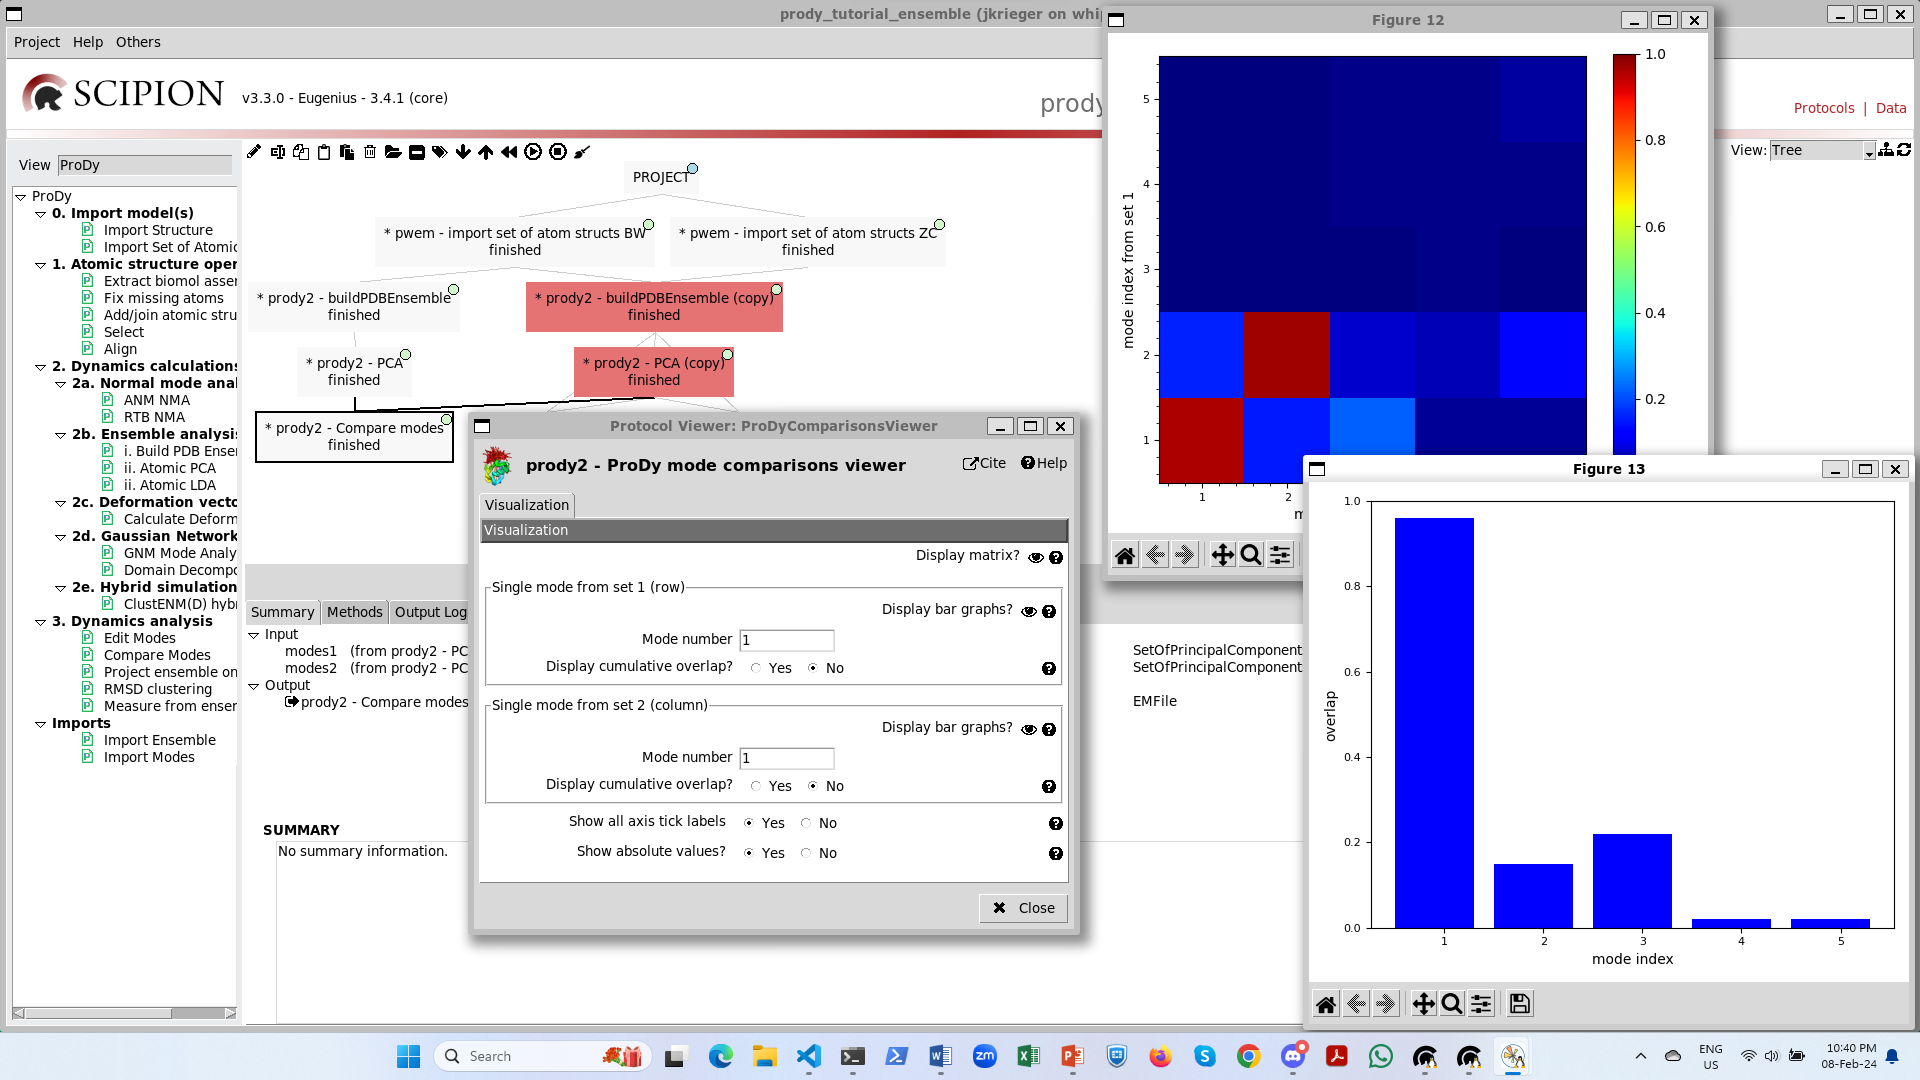 prody_tutorial_ensemble (jkrieger on whip
Project Help Others
SCIPION v3.3.0 - Eugenius - 3.4.1 (core)
prody
Protocols | Data
View ProDy
View: Tree
ProDy
0. Import model(s)
Import Structure
Import Set of Atomic
1. Atomic structure oper
Extract biomol asser
Fix missing atoms
Add/join atomic stru
Select
Align
2. Dynamics calculations
2a. Normal mode anal
ANM NMA
RTB NMA
2b. Ensemble analysis
i. Build PDB Ense
ii. Atomic PCA
ii. Atomic LDA
2c. Deformation vecto
Calculate Deform
2d. Gaussian Network
GNM Mode Analy
Domain Decompo
2e. Hybrid simulation
ClustENM(D) hybr
3. Dynamics analysis
Edit Modes
Compare Modes
Project ensemble on
RMSD clustering
Measure from enser
Imports
Import Ensemble
Import Modes
PROJECT
* pwem - import set of atom structs BW
finished
* pwem - import set of atom structs ZC
finished
* prody2 - buildPDBEnsemble
finished
* prody2 - buildPDBEnsemble (copy)
finished
* prody2 - PCA
finished
* prody2 - PCA (copy)
finished
* prody2 - Compare modes
finished
Summary Methods Output Log
Input
modes1 (from prody2 - PC
SetOfPrincipalComponent
modes2 (from prody2 - PC
SetOfPrincipalComponent
Output
prody2 - Compare modes
EMFile
SUMMARY
No summary information.
Protocol Viewer: ProDyComparisonsViewer
prody2 - ProDy mode comparisons viewer
Cite Help
Visualization
Visualization
Display matrix?
Single mode from set 1 (row)
Display bar graphs?
Mode number 1
Display cumulative overlap? Yes No
Single mode from set 2 (column)
Display bar graphs?
Mode number 1
Display cumulative overlap? Yes No
Show all axis tick labels Yes No
Show absolute values? Yes No
Close
Figure 12
mode index from set 1
5
4
3
2
1
1 2
m
1.0
0.8
0.6
0.4
0.2
Figure 13
overlap
1.0
0.8
0.6
0.4
0.2
0.0
1 2 3 4 5
mode index
Search
zm
ENG
US
10:40 PM
08-Feb-24